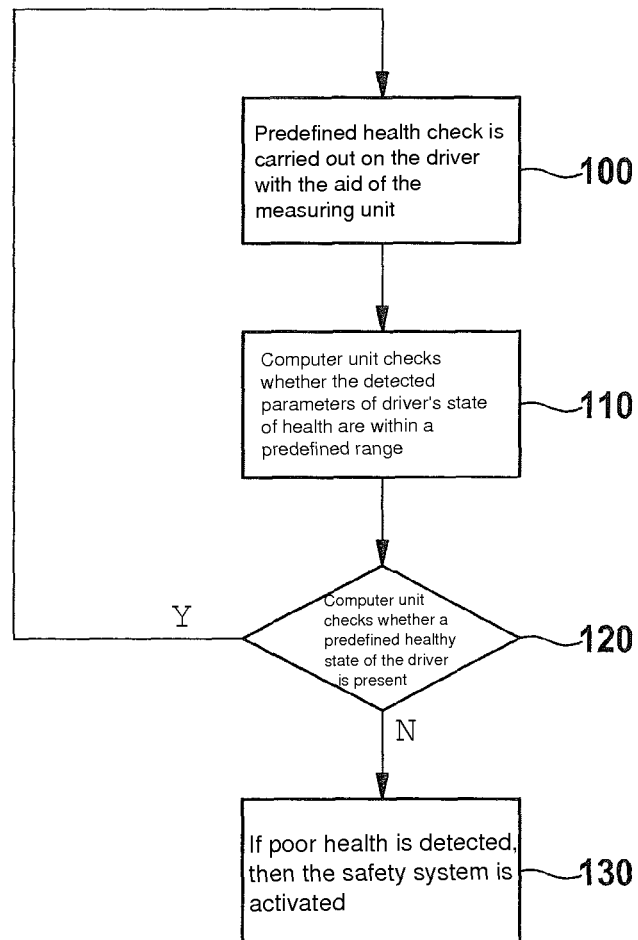 Predefined health check is
carried out on the driver
with the aid of the
measuring unit
100
Computer unit checks
whether the detected
parameters of driver's state
of health are within a
predefined range
110
Computer unit
checks whether a
predefined healthy
state of the driver
is present
120
Y
N
If poor health is detected,
then the safety system is
activated
130